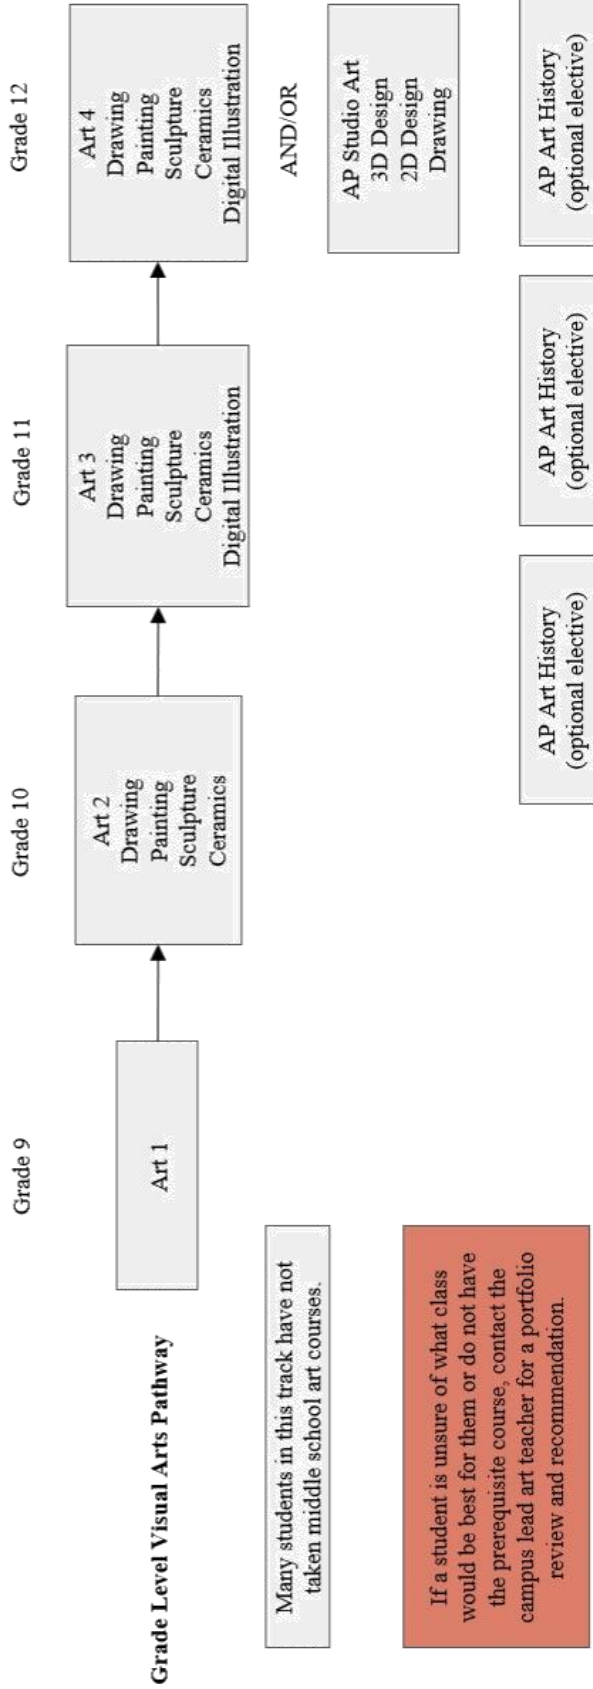 Grade 9
Grade 10
Grade 11
Grade 12
Grade Level Visual Arts Pathway
Art 1
Art 2
Drawing
Painting
Sculpture
Ceramics
Art 3
Drawing
Painting
Sculpture
Ceramics
Digital Illustration
Art 4
Drawing
Painting
Sculpture
Ceramics
Digital Illustration
Many students in this track have not
taken middle school art courses.
AND/OR
AP Studio Art
3D Design
2D Design
Drawing
If a student is unsure of what class
would be best for them or do not have
the prerequisite course, contact the
campus lead art teacher for a portfolio
review and recommendation.
AP Art History
(optional elective)
AP Art History
(optional elective)
AP Art History
(optional elective)